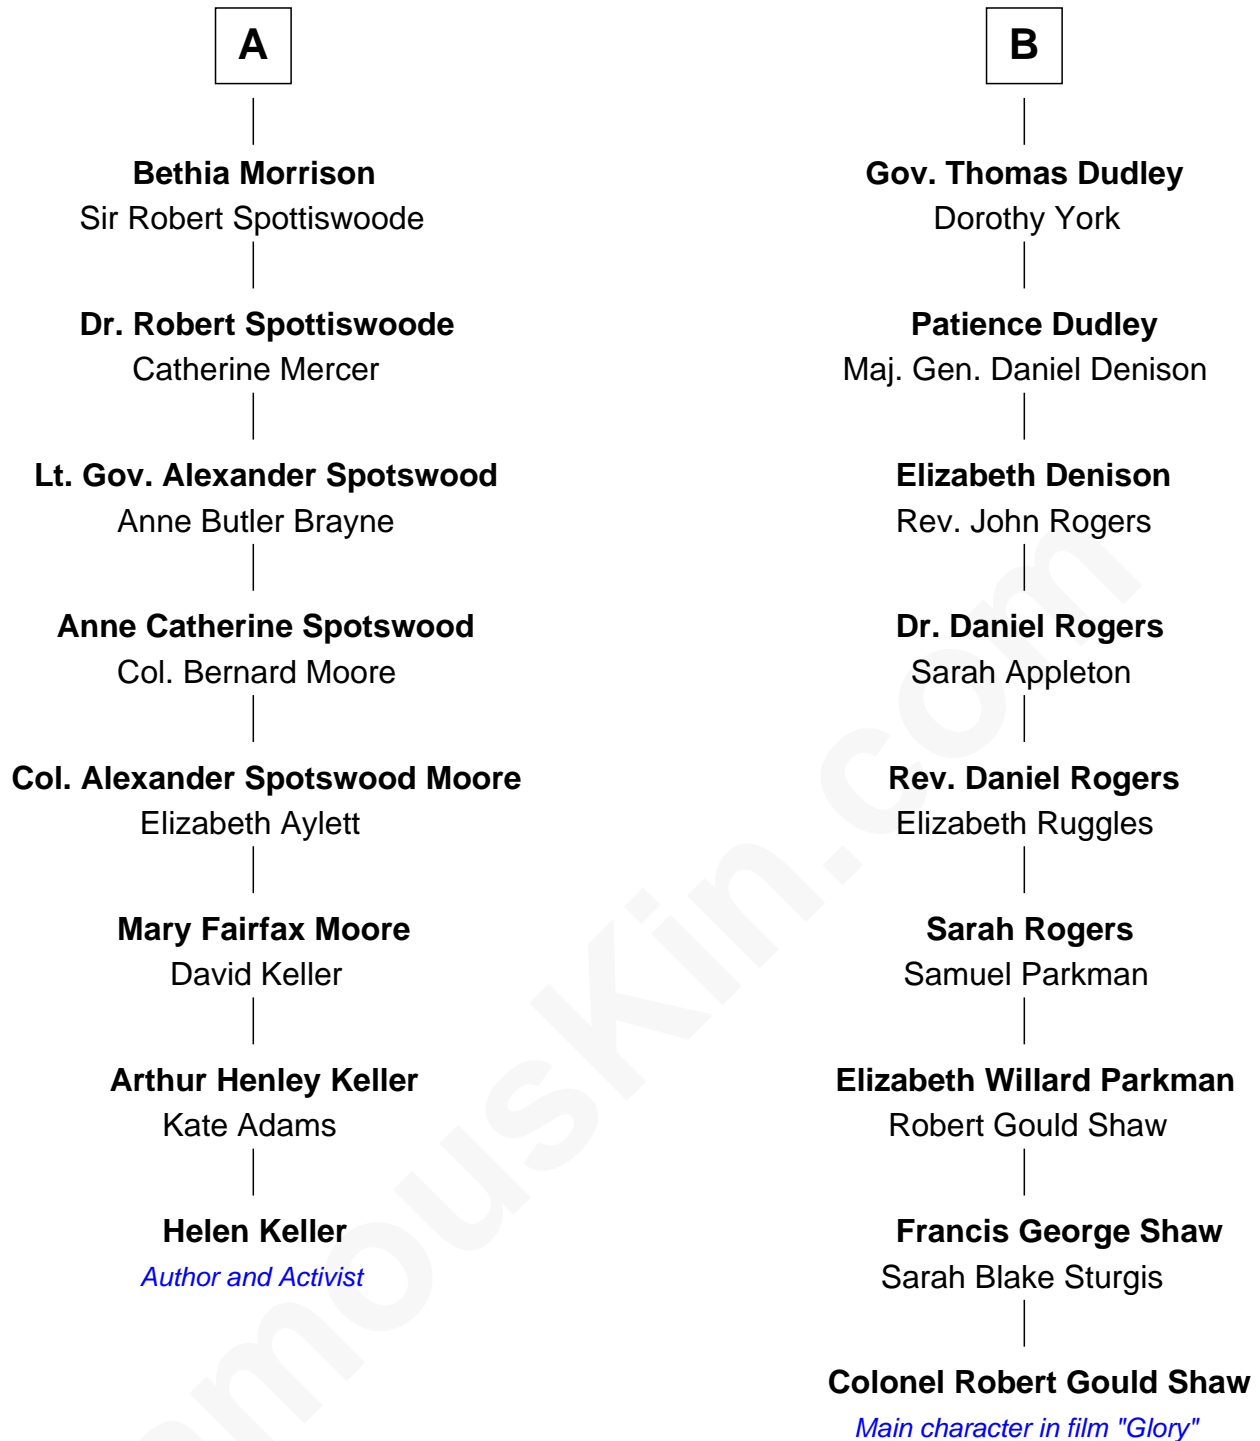 A
Bethia Morrison
Sir Robert Spottiswoode
Dr. Robert Spottiswoode
Catherine Mercer
Lt. Gov. Alexander Spotswood
Anne Butler Brayne
Anne Catherine Spotswood
Col. Bernard Moore
Col. Alexander Spotswood Moore
Elizabeth Aylett
Mary Fairfax Moore
David Keller
Arthur Henley Keller
Kate Adams
Helen Keller
Author and Activist
B
Gov. Thomas Dudley
Dorothy York
Patience Dudley
Maj. Gen. Daniel Denison
Elizabeth Denison
Rev. John Rogers
Dr. Daniel Rogers
Sarah Appleton
Rev. Daniel Rogers
Elizabeth Ruggles
Sarah Rogers
Samuel Parkman
Elizabeth Willard Parkman
Robert Gould Shaw
Francis George Shaw
Sarah Blake Sturgis
Colonel Robert Gould Shaw
Main character in film "Glory"
amouskin.com